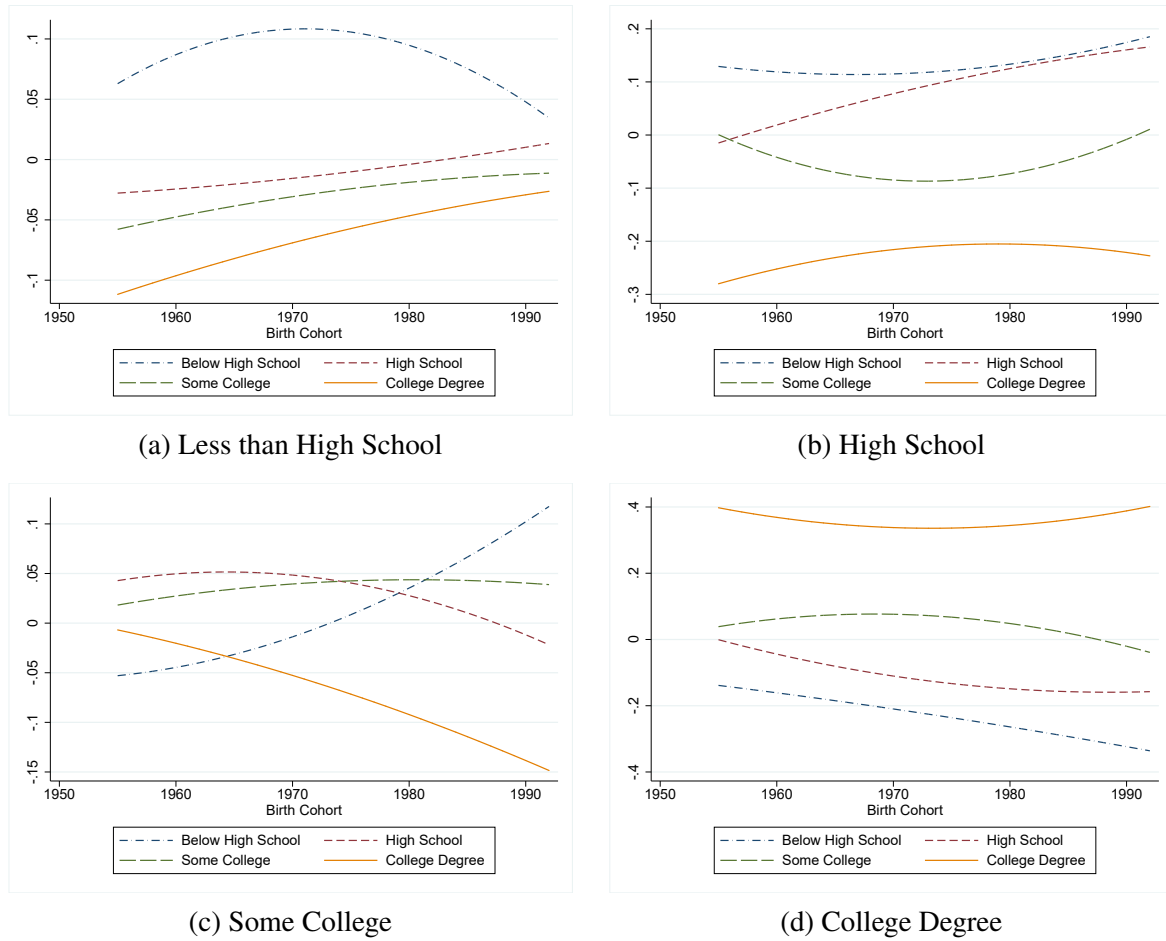 .1
.05
0
-.05
-.1
1950 1960 1970 1980 1990
Birth Cohort
Below High School High School
Some College College Degree
(a) Less than High School
.2
.1
0
-.1
-.2
-.3
1950 1960 1970 1980 1990
Birth Cohort
Below High School High School
Some College College Degree
(b) High School
.1
.05
0
-.05
-.1
-.15
1950 1960 1970 1980 1990
Birth Cohort
Below High School High School
Some College College Degree
(c) Some College
.4
.2
0
-.2
-.4
1950 1960 1970 1980 1990
Birth Cohort
Below High School High School
Some College College Degree
(d) College Degree